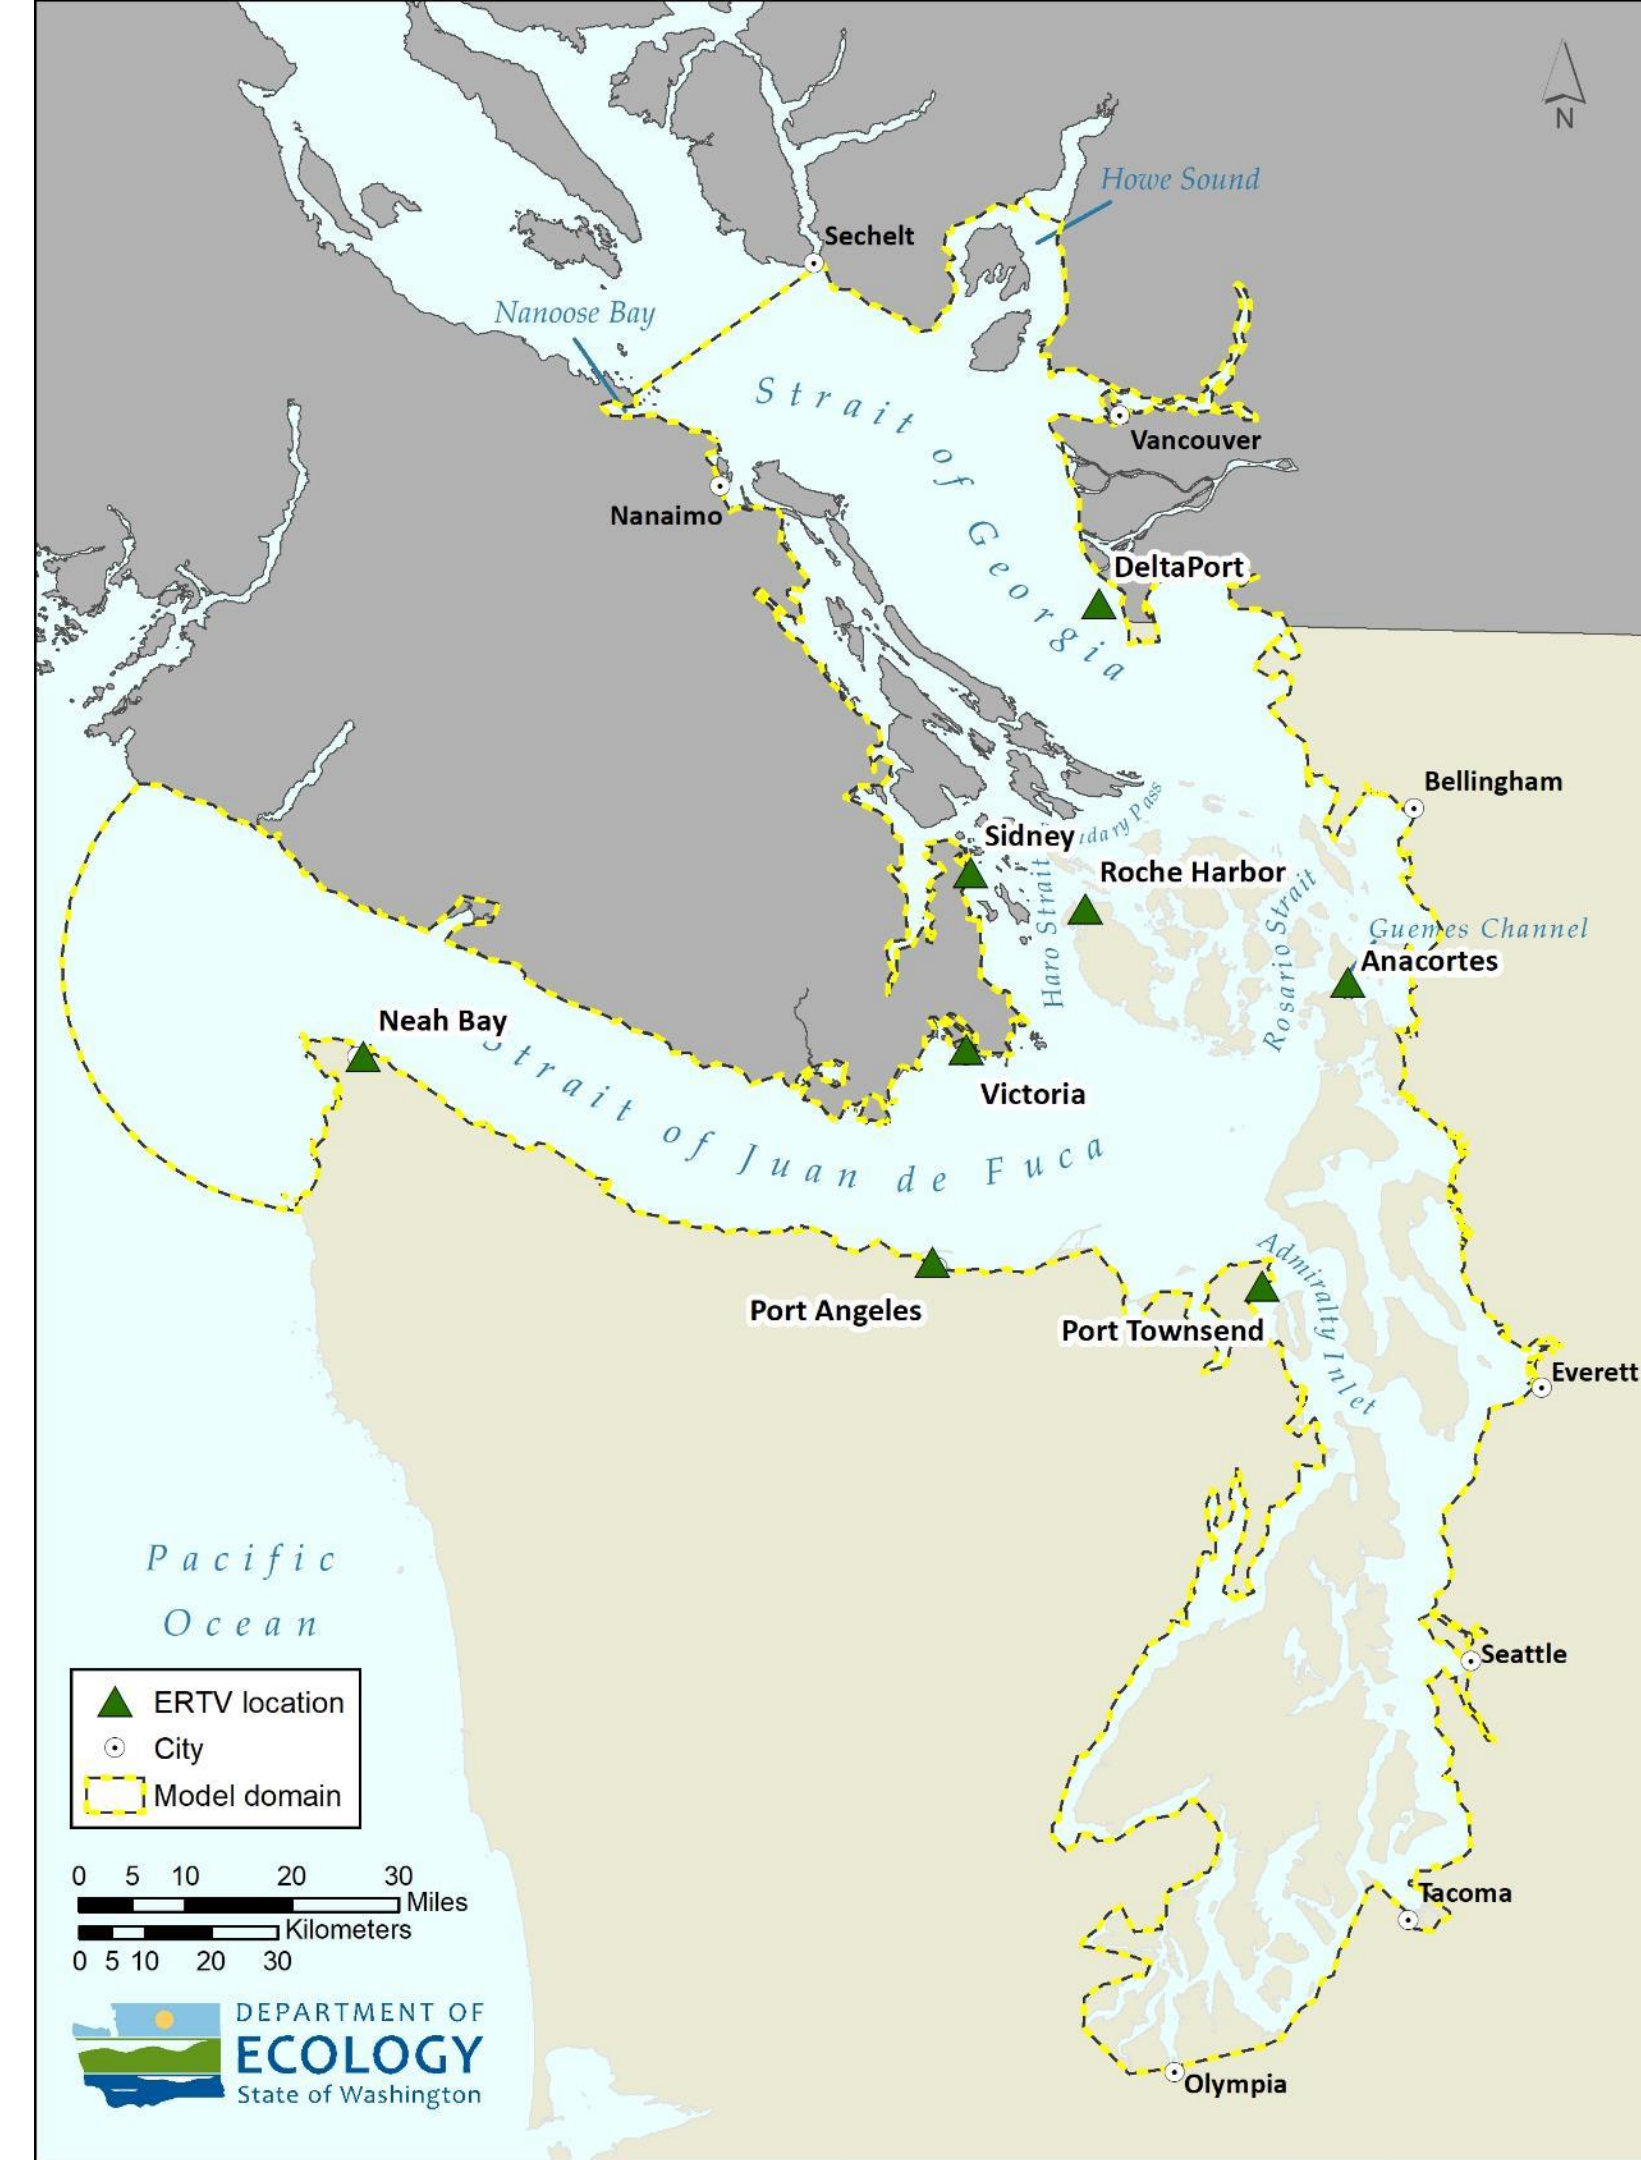 N
Howe Sound
Sechelt
Nanoose Bay
Strait of Georgia
Vancouver
Nanaimo
DeltaPort
Bellingham
Sidney
dary Pass
Roche Harbor
Haro Strait
Rosario Strait
Guemes Channel
Anacortes
Neah Bay
Strait of Juan de Fuca
Victoria
Admiralty Inlet
Port Angeles
Port Townsend
Everett
Pacific
Ocean
Seattle
ERTV location
City
Model domain
0 5 10 20 30
Miles
Kilometers
0 5 10 20 30
Tacoma
DEPARTMENT OF
ECOLOGY
State of Washington
Olympia